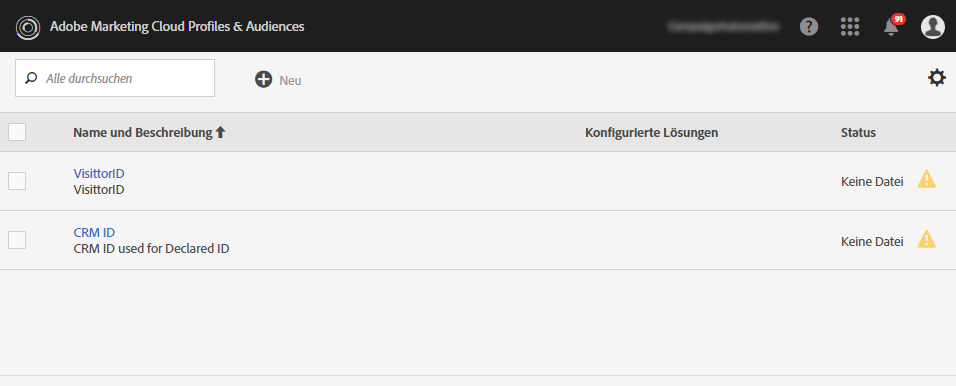 Adobe Marketing Cloud Profiles & Audiences
?
91
Alle durchsuchen
Neu
Name und Beschreibung
Konfigurierte Lösungen
Status
VisittorID
VisittorID
Keine Datei
CRM ID
CRM ID used for Declared ID
Keine Datei